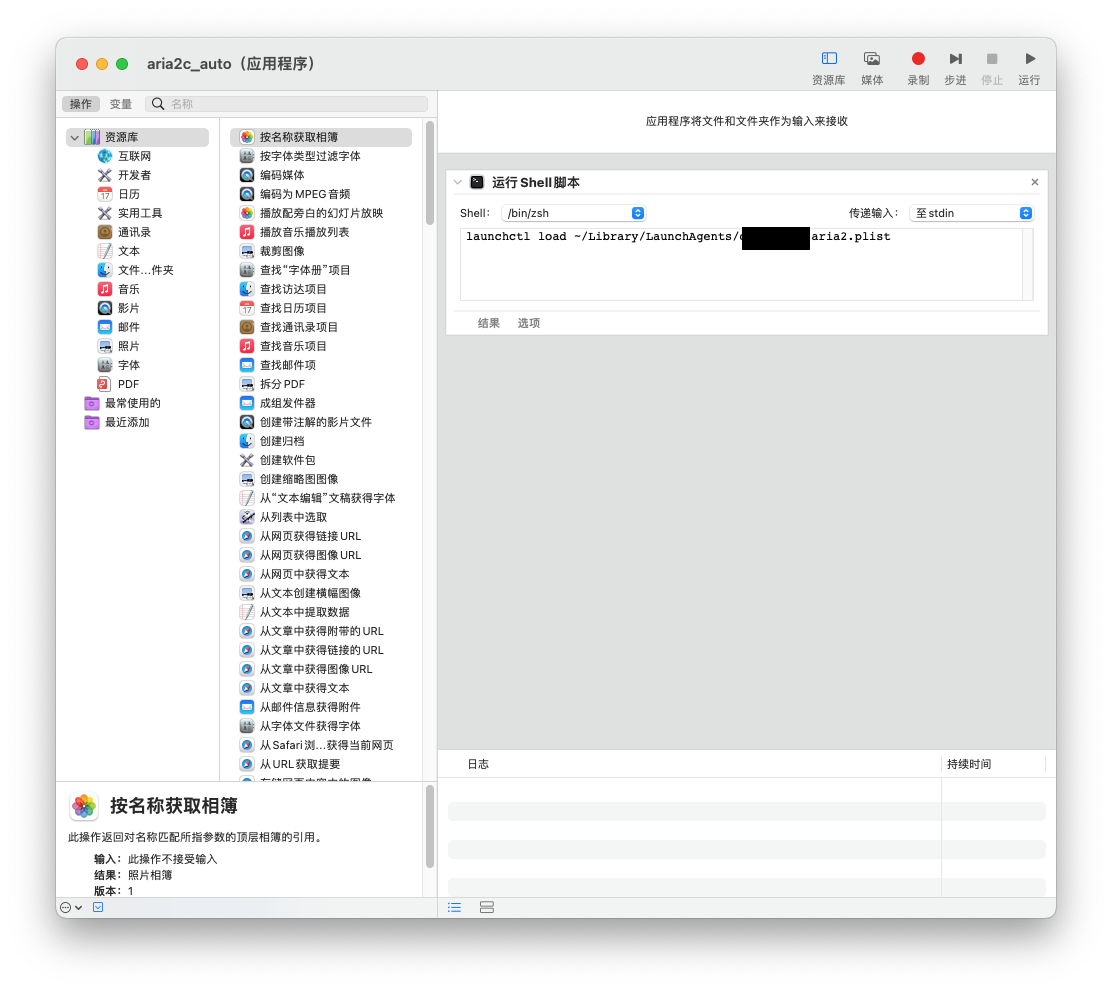 aria2c_auto（应用程序）
资源库
媒体
录制
步进
停止
运行
操作
变量
名称
资源库
互联网
开发者
日历
实用工具
通讯录
文本
文件…件夹
音乐
影片
邮件
照片
字体
PDF
最常使用的
最近添加
按名称获取相簿
按字体类型过滤字体
编码媒体
编码为 MPEG 音频
播放配旁白的幻灯片放映
播放音乐播放列表
裁剪图像
查找“字体册”项目
查找访达项目
查找日历项目
查找通讯录项目
查找音乐项目
查找邮件项
拆分 PDF
成组发件器
创建带注解的影片文件
创建归档
创建软件包
创建缩略图图像
从“文本编辑”文稿获得字体
从列表中选取
从网页获得链接 URL
从网页获得图像 URL
从网页中获得文本
从文本创建横幅图像
从文本中提取数据
从文章中获得附带的 URL
从文章中获得链接的 URL
从文章中获得图像 URL
从文章中获得文本
从邮件信息获得附件
从字体文件获得字体
从 Safari 浏…获得当前网页
从 URL 获取提要
按名称获取相簿
此操作返回对名称匹配所指参数的顶层相簿的引用。
输入：此操作不接受输入
结果：照片相簿
版本：1
应用程序将文件和文件夹作为输入来接收
运行 Shell 脚本
Shell： /bin/zsh 传递输入： 至 stdin
launchctl load ~/Library/LaunchAgents/ aria2.plist
结果 选项
日志 持续时间